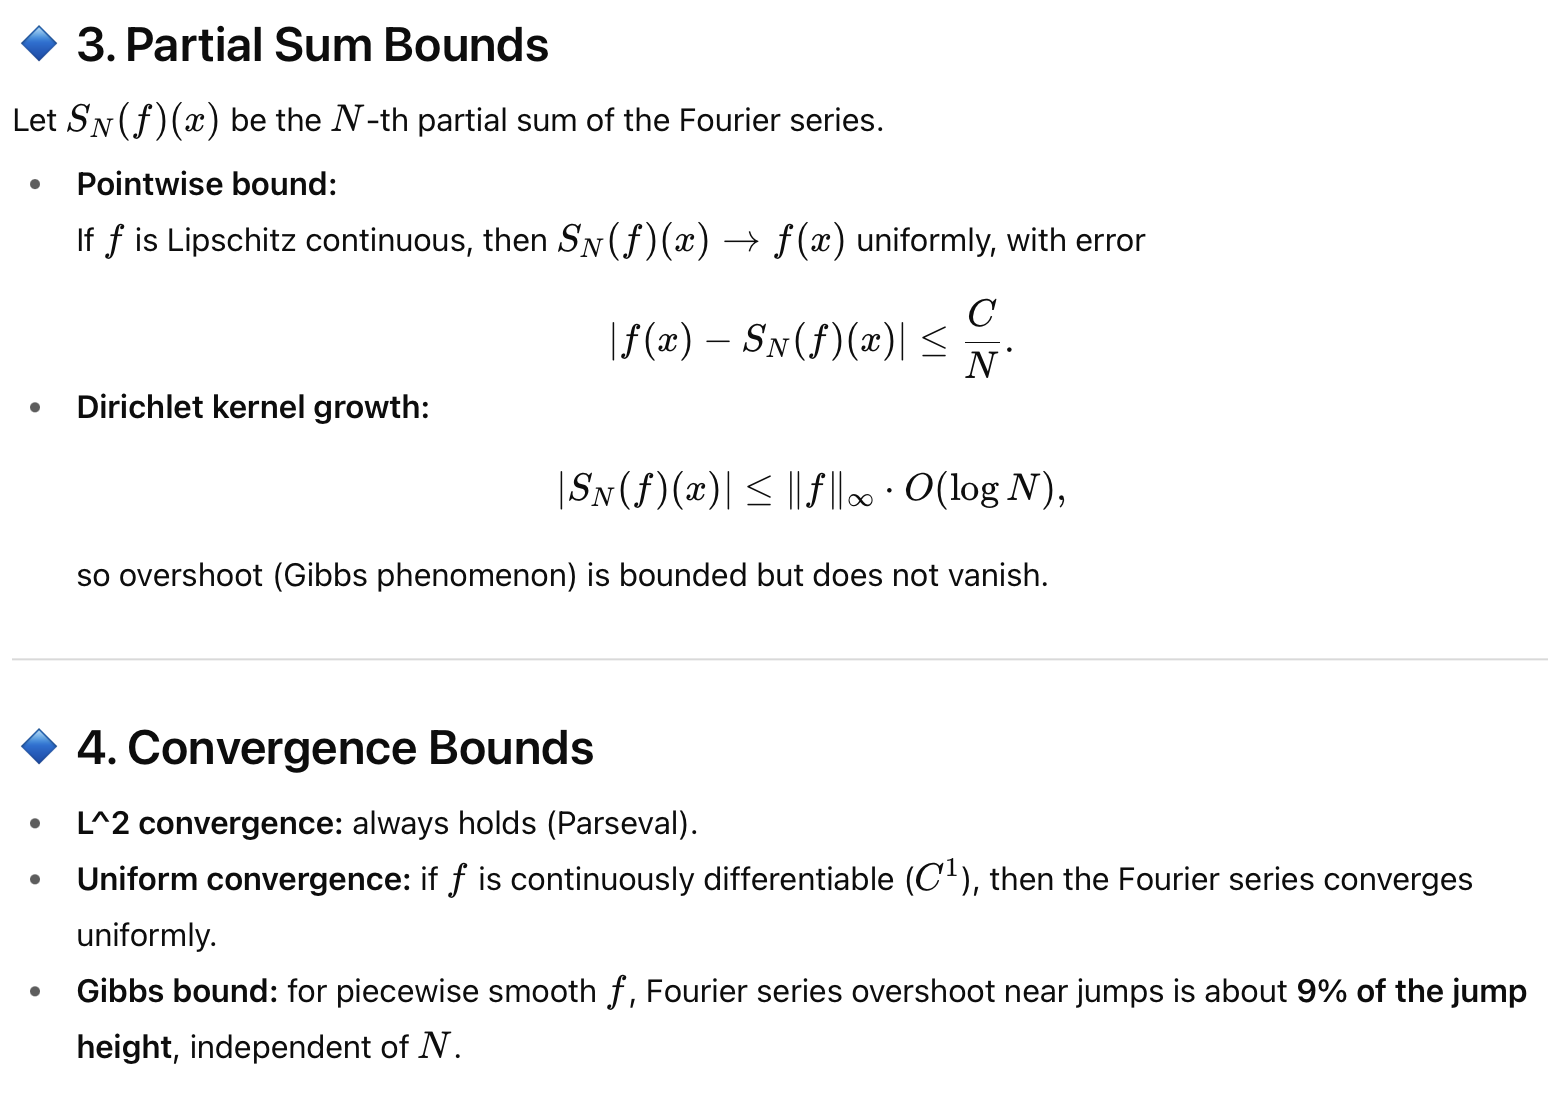 🔷 3. Partial Sum Bounds
Let $S_N(f)(x)$ be the $N$-th partial sum of the Fourier series.
• Pointwise bound:
If $f$ is Lipschitz continuous, then $S_N(f)(x) \to f(x)$ uniformly, with error
$|f(x) - S_N(f)(x)| \leq \frac{C}{N}.$
• Dirichlet kernel growth:
$|S_N(f)(x)| \leq \|f\|_\infty \cdot O(\log N),$
so overshoot (Gibbs phenomenon) is bounded but does not vanish.
🔷 4. Convergence Bounds
• L^2 convergence: always holds (Parseval).
• Uniform convergence: if $f$ is continuously differentiable ($C^1$), then the Fourier series converges
uniformly.
• Gibbs bound: for piecewise smooth $f$, Fourier series overshoot near jumps is about 9% of the jump
height, independent of $N$.